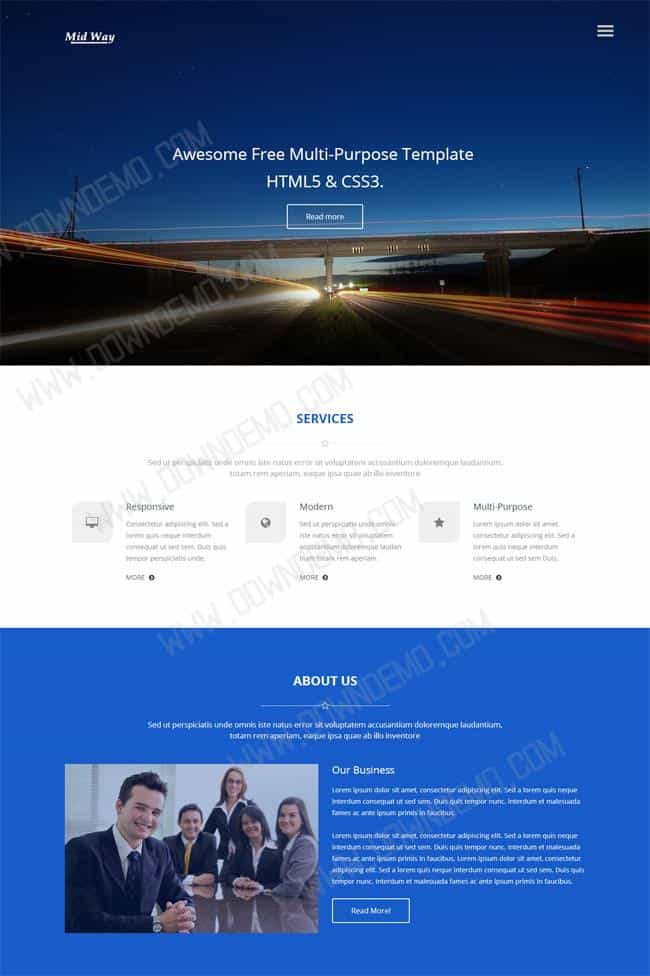 Mid Way
Awesome Free Multi-Purpose Template
HTML5 & CSS3.
Read more
WWW.DOWNDEMO.COM
WWW.DOWNDEMO.COM
SERVICES
Sed ut perspiciatis unde omnis iste natus error sit voluptatem accusantium doloremque laudantium,
totam rem aperiam, eaque ipsa quae ab illo inventore
Responsive
Consectetur adipiscing elit. Sed a
lorem quis neque interdum
consequat ut sed sem. Duis quis
tempor perspiciatis unde.
MORE
Modern
Sed ut perspiciatis unde omnis
iste natus error sit voluptatem
accusantium doloremque laudan
tium totam rem aperiam.
MORE
Multi-Purpose
Lorem ipsum dolor sit amet,
consectetur adipiscing elit. Sed a
lorem quis neque interdum
consequat ut sed sem Duis.
MORE
WWW.DOWNDEMO.COM
WWW.DOWNDEMO.COM
ABOUT US
Sed ut perspiciatis unde omnis iste natus error sit voluptatem accusantium doloremque laudantium,
totam rem aperiam, eaque ipsa quae ab illo inventore
Our Business
Lorem ipsum dolor sit amet, consectetur adipiscing elit. Sed a lorem quis neque
interdum consequat ut sed sem. Duis quis tempor nunc. Interdum et malesuada
fames ac ante ipsum primis in faucibus.
Lorem ipsum dolor sit amet, consectetur adipiscing elit. Sed a lorem quis neque
interdum consequat ut sed sem. Duis quis tempor nunc. Interdum et malesuada
fames ac ante ipsum primis in faucibus. Lorem ipsum dolor sit amet, consectetur
adipiscing elit. Sed a lorem quis neque interdum consequat ut sed sem. Duis quis
tempor nunc. Interdum et malesuada fames ac ante ipsum primis in faucibus.
Read More!